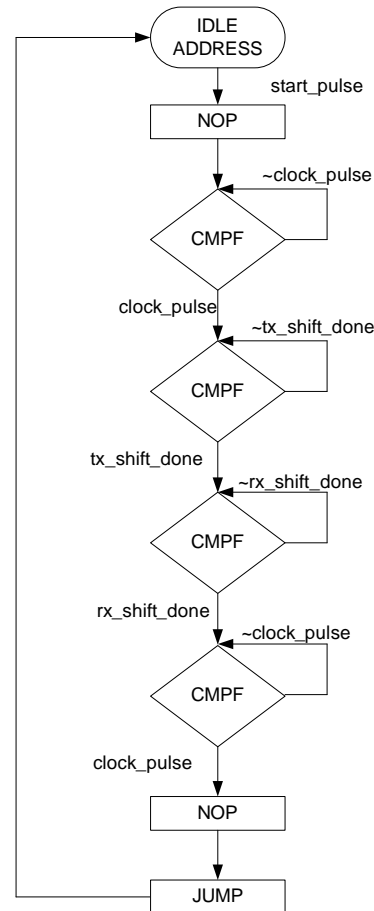 IDLE
ADDRESS
start_pulse
NOP
~clock_pulse
CMPF
clock_pulse
~tx_shift_done
CMPF
tx_shift_done
~rx_shift_done
CMPF
rx_shift_done
~clock_pulse
CMPF
clock_pulse
NOP
JUMP